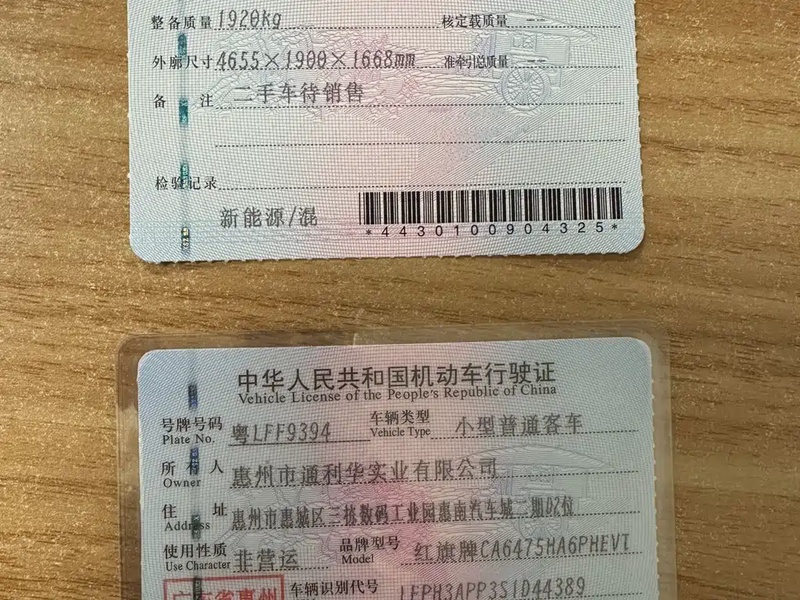 整备质量 1920kg 核定载质量 --
外廓尺寸 4655×1900×1668mm 准牵引总质量 --
备注 二手车待销售
检验记录
新能源/混
*4430100904325*
中华人民共和国机动车行驶证
Vehicle License of the People's Republic of China
号牌号码 粤LFF9394 车辆类型 小型普通客车
Plate No. Vehicle Type
所有人 惠州市通利华实业有限公司
Owner
住址 惠州市惠城区三栋数码工业园惠南汽车城二期D2位
Address
使用性质 非营运 品牌型号 红旗牌CA6475HA6PHEVT
Use Character Model
广东省惠州 车辆识别代号 LFPH3APP3S1D44389